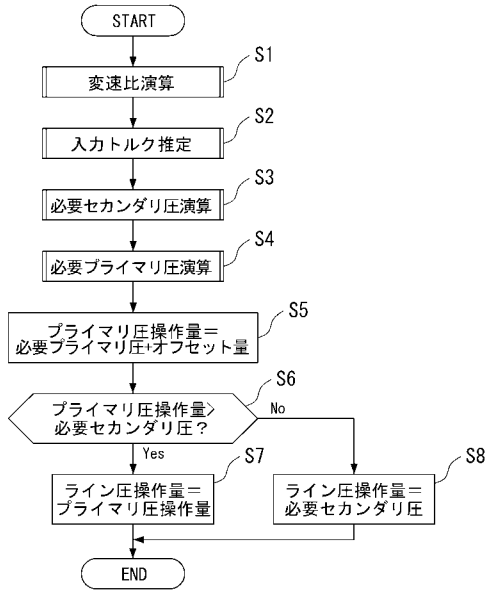 START
S1
変速比演算
S2
入力トルク推定
S3
必要セカンダリ圧演算
S4
必要プライマリ圧演算
S5
プライマリ圧操作量＝
必要プライマリ圧+オフセット量
S6
プライマリ圧操作量>
必要セカンダリ圧？
No
Yes
S7
ライン圧操作量＝
プライマリ圧操作量
S8
ライン圧操作量＝
必要セカンダリ圧
END